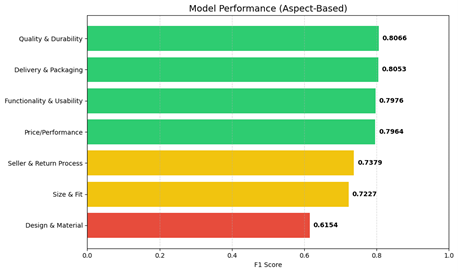 Model Performance (Aspect-Based)
Quality & Durability 0.8066
Delivery & Packaging 0.8053
Functionality & Usability 0.7976
Price/Performance 0.7964
Seller & Return Process 0.7379
Size & Fit 0.7227
Design & Material 0.6154
0.0 0.2 0.4 0.6 0.8 1.0
F1 Score